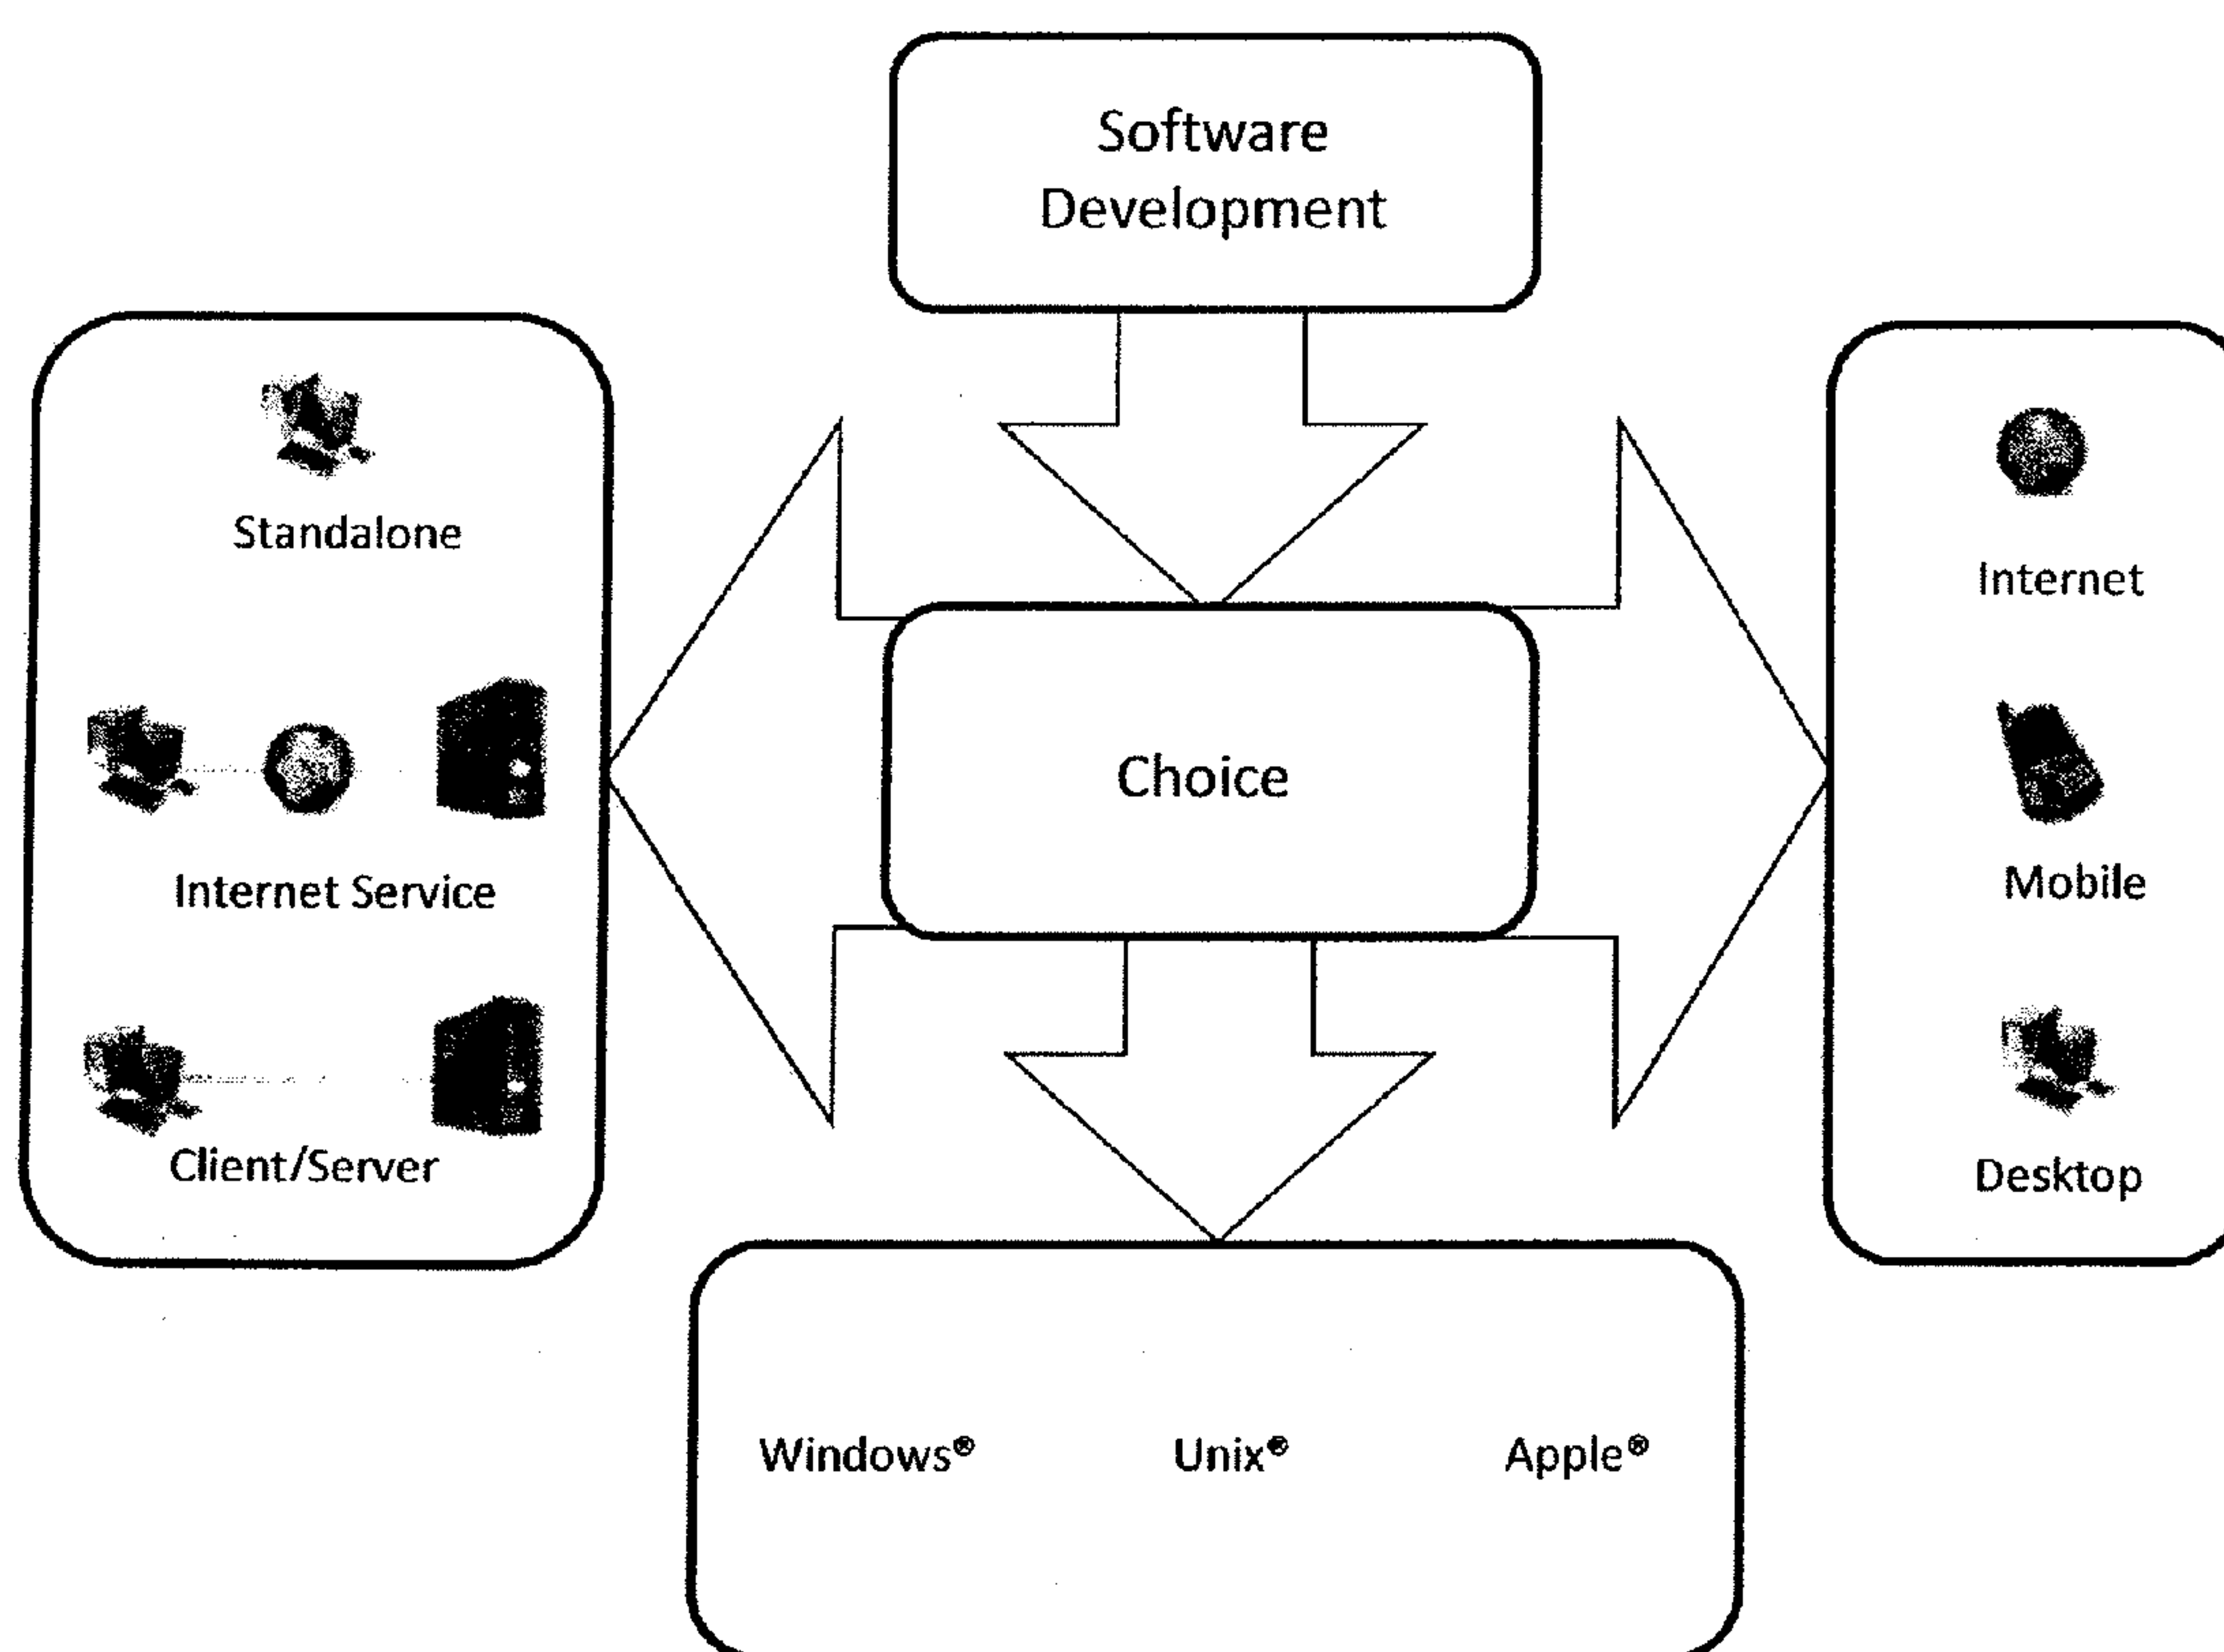 Software
Development
Standalone
Internet Service
Client/Server
Choice
Internet
Mobile
Desktop
Windows® Unix® Apple®